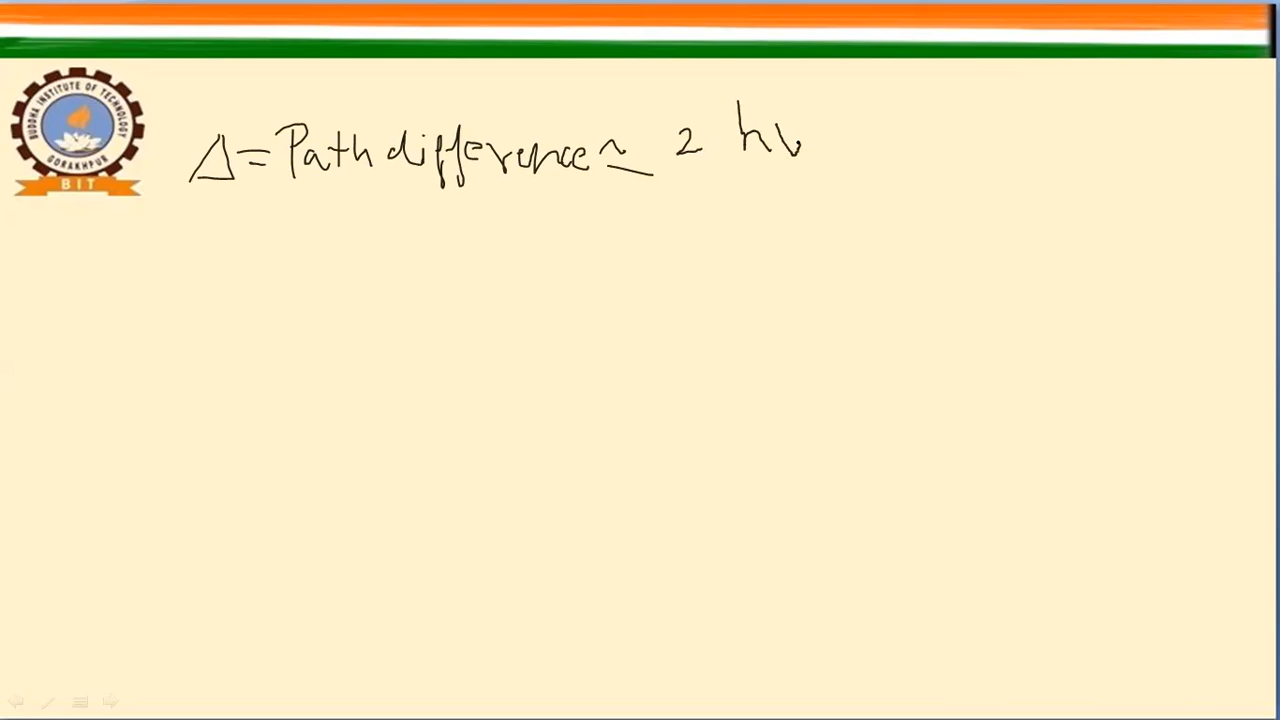 BUDDHA INSTITUTE OF TECHNOLOGY
GORAKHPUR
BIT
Δ = Path difference ≃ 2 h